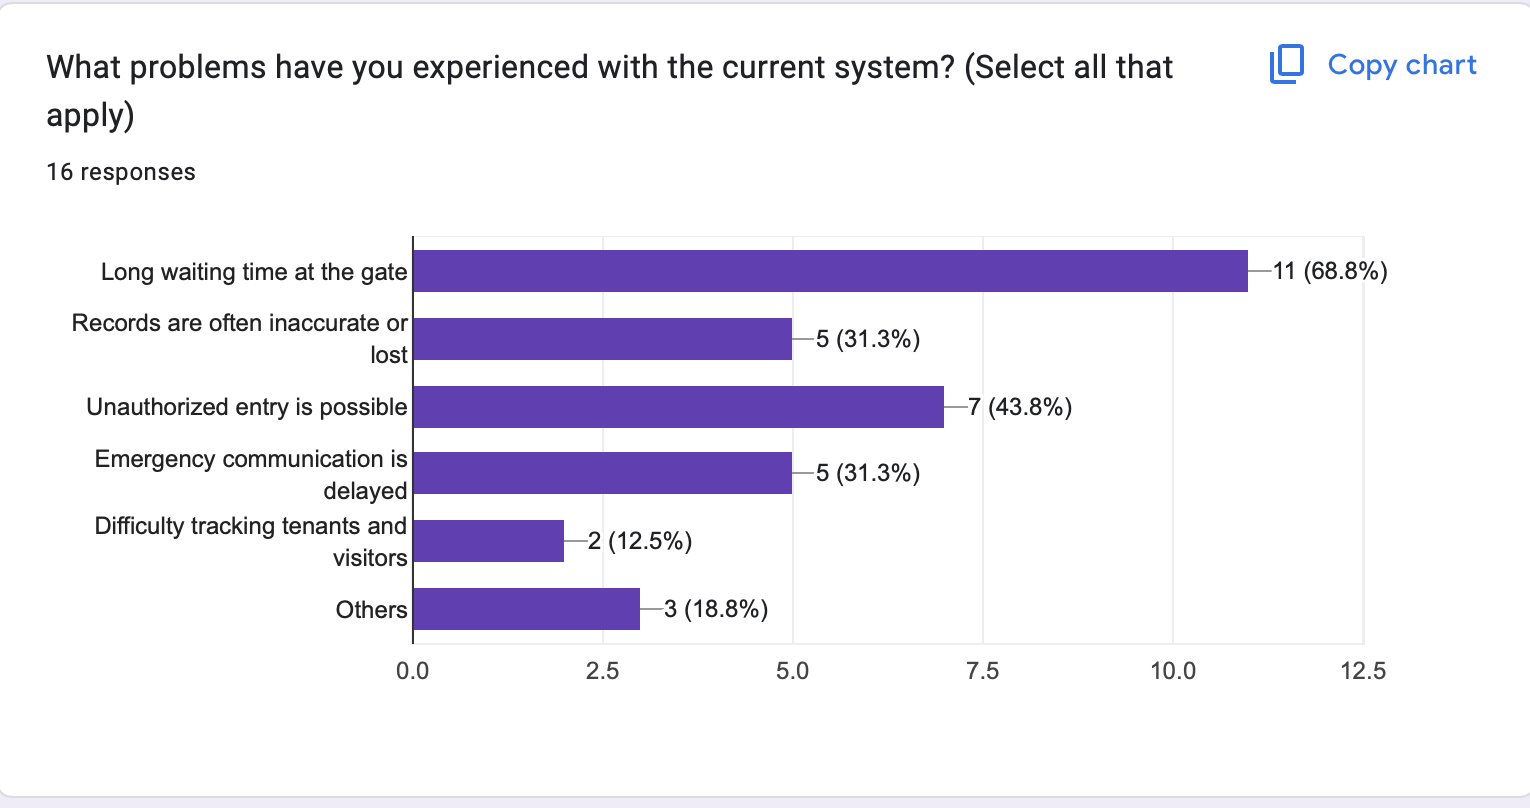 What problems have you experienced with the current system? (Select all that
apply)
Copy chart
16 responses
Long waiting time at the gate
11 (68.8%)
Records are often inaccurate or
lost
5 (31.3%)
Unauthorized entry is possible
7 (43.8%)
Emergency communication is
delayed
5 (31.3%)
Difficulty tracking tenants and
visitors
2 (12.5%)
Others
3 (18.8%)
0.0 2.5 5.0 7.5 10.0 12.5